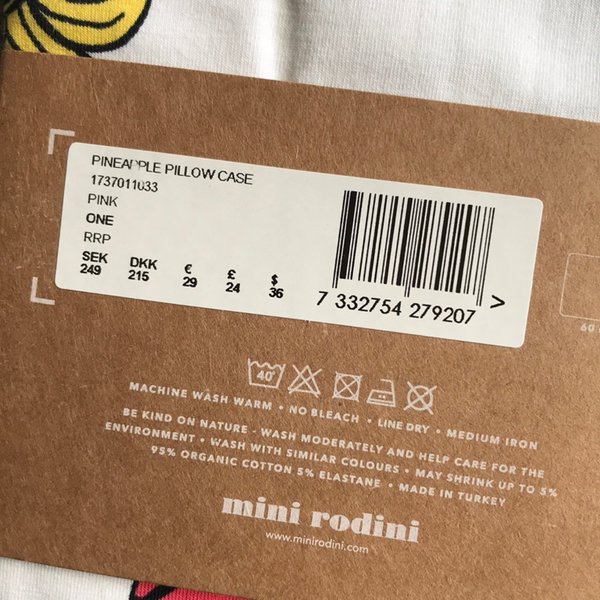 PINEAPPLE PILLOW CASE
1737011033
PINK
ONE
RRP
SEK DKK € £ $
249 215 29 24 36
7 332754 279207 >
60
40°
MACHINE WASH WARM • NO BLEACH • LINE DRY • MEDIUM IRON
BE KIND ON NATURE - WASH MODERATELY AND HELP CARE FOR THE
ENVIRONMENT • WASH WITH SIMILAR COLOURS • MAY SHRINK UP TO 5%
95% ORGANIC COTTON 5% ELASTANE • MADE IN TURKEY
mini rodini
www.minirodini.com